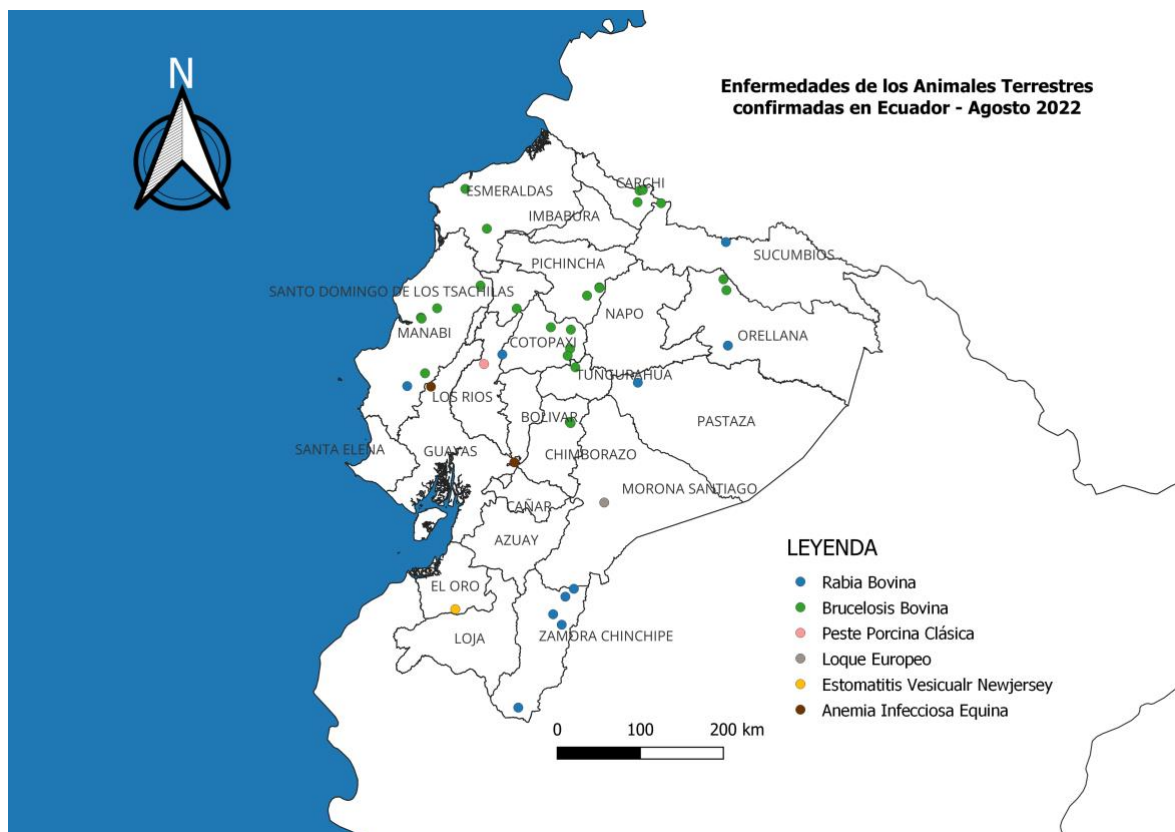 N
Enfermedades de los Animales Terrestres
confirmadas en Ecuador - Agosto 2022
CARCHI
ESMERALDAS
IMBABURA
SUCUMBIOS
PICHINCHA
SANTO DOMINGO DE LOS TSACHILAS
NAPO
MANABI
ORELLANA
COTOPAXI
TUNGURAHUA
LOS RIOS
BOLIVAR
PASTAZA
SANTA ELENA
GUAYAS
CHIMBORAZO
MORONA SANTIAGO
CAÑAR
AZUAY
EL ORO
LOJA
ZAMORA CHINCHIPE
LEYENDA
Rabia Bovina
Brucelosis Bovina
Peste Porcina Clásica
Loque Europeo
Estomatitis Vesicualr Newjersey
Anemia Infecciosa Equina
0 100 200 km